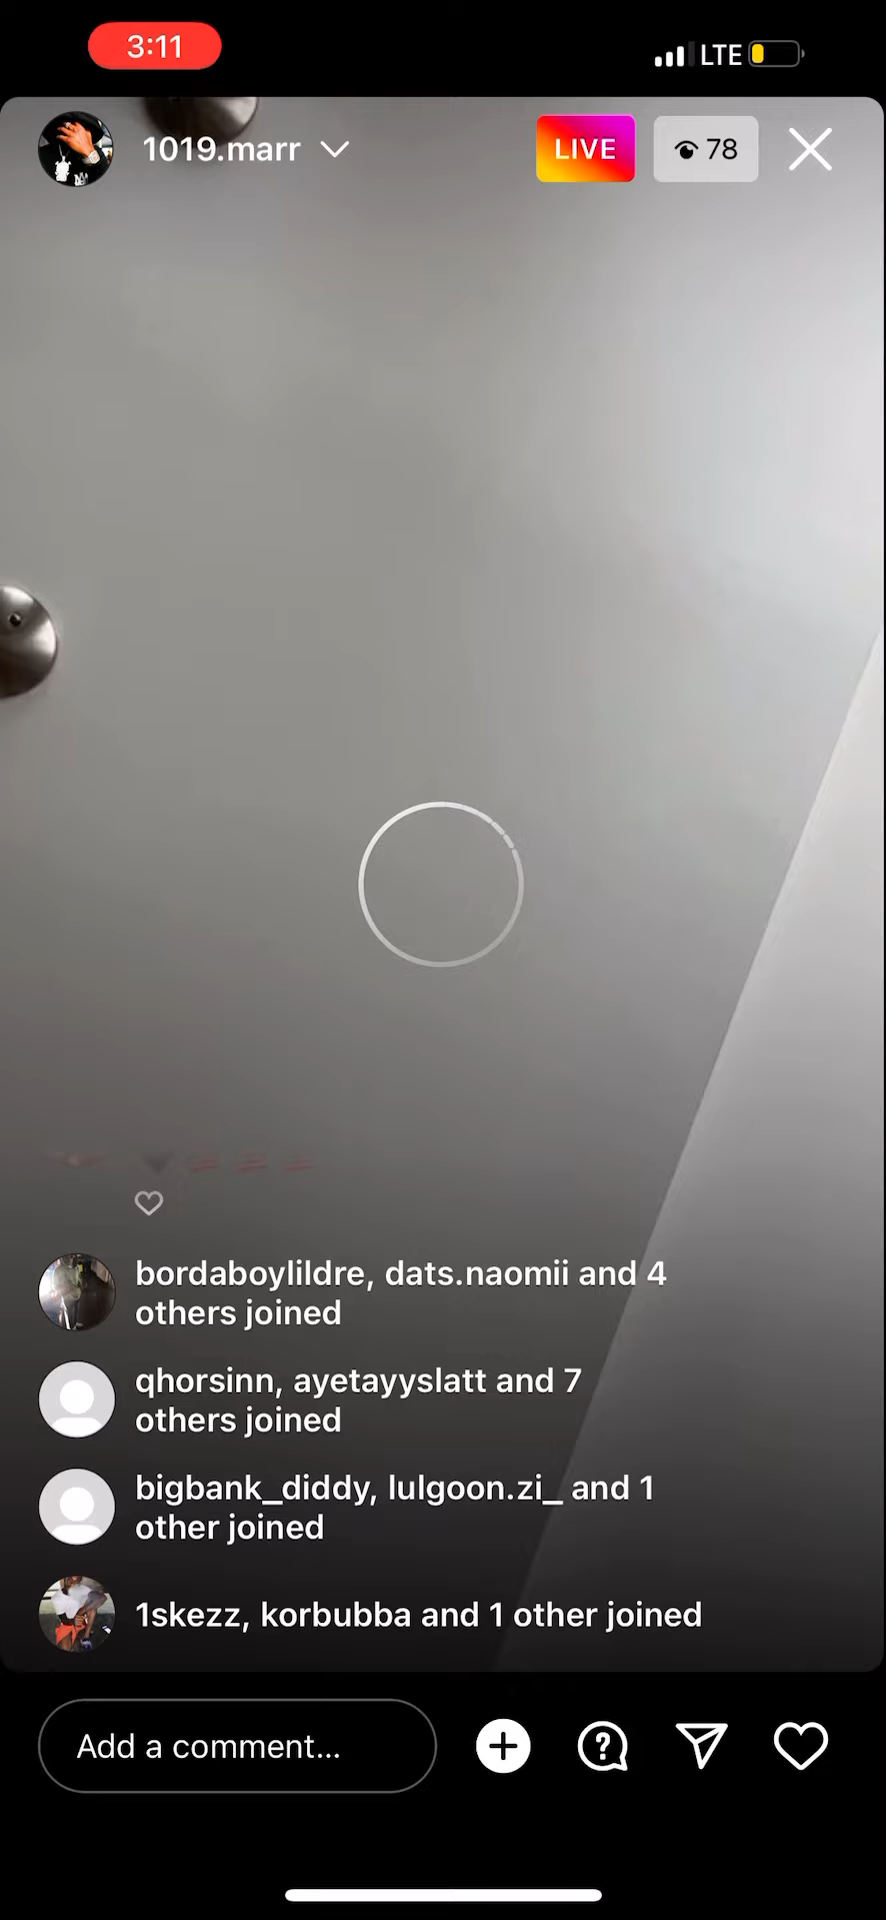 3:11
LTE
1019.marr
LIVE
78
bordaboylildre, dats.naomii and 4
others joined
qhorsinn, ayetayyslatt and 7
others joined
bigbank_diddy, lulgoon.zi_ and 1
other joined
1skezz, korbubba and 1 other joined
Add a comment...